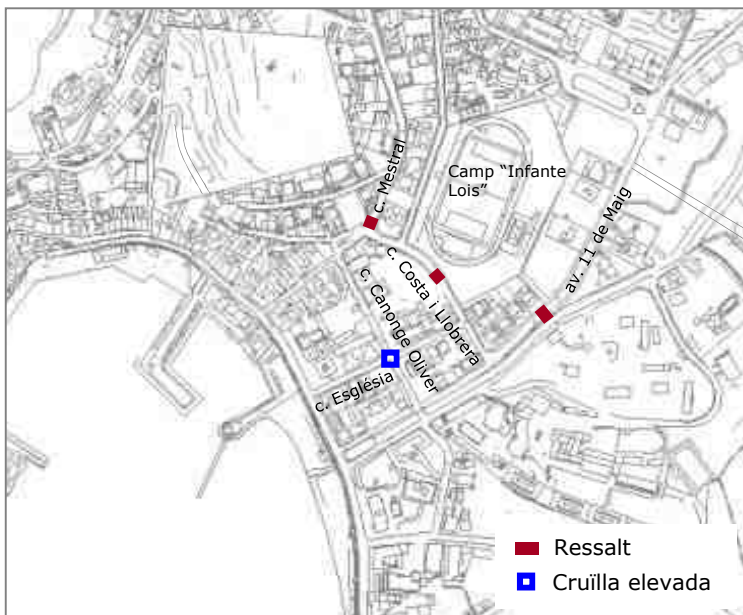 c. Mestral
Camp “Infante
Lois”
av. 11 de Maig
c. Costa i Llobrera
c. Canonge Oliver
c. Església
Ressalt
Cruïlla elevada